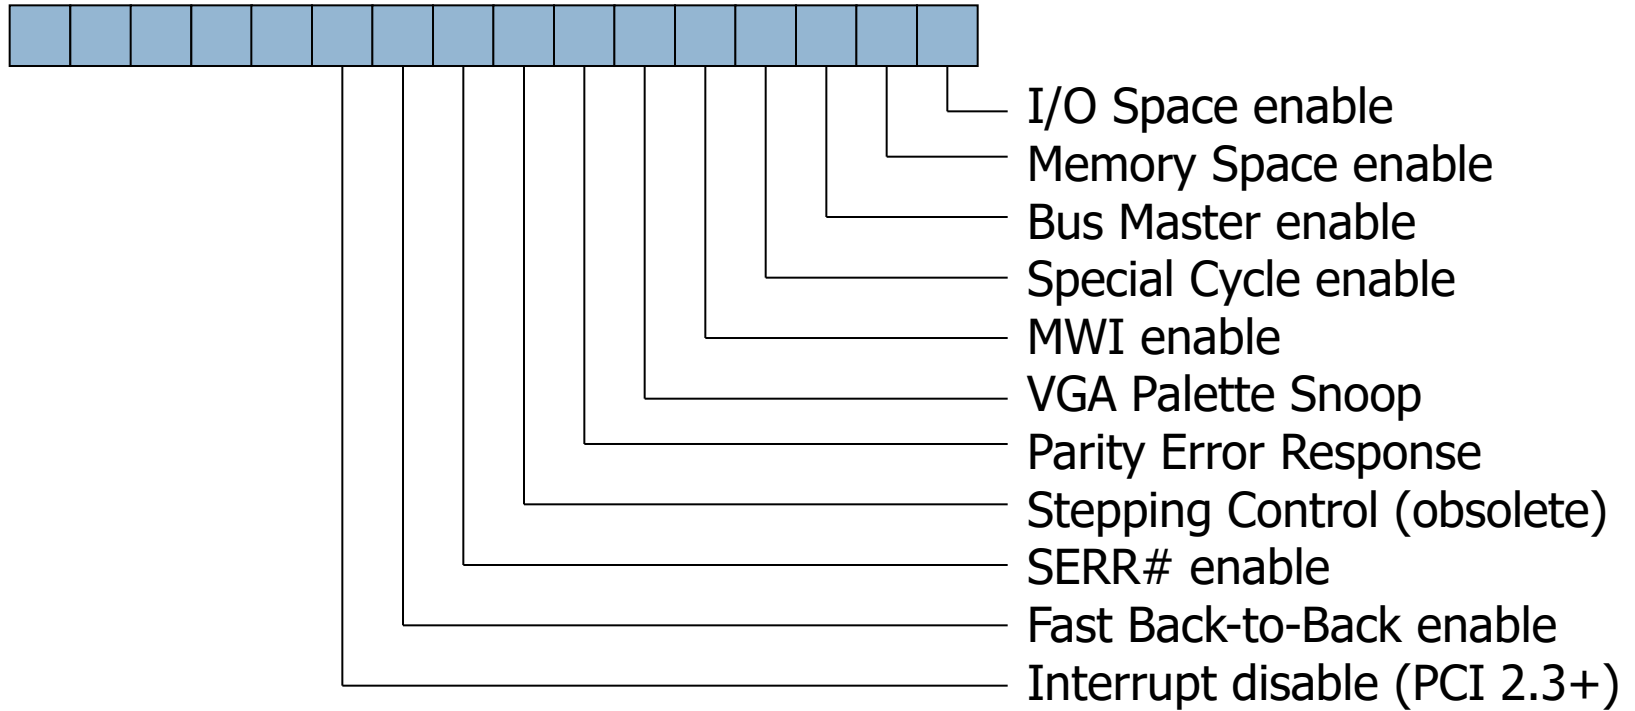 I/O Space enable
Memory Space enable
Bus Master enable
Special Cycle enable
MWI enable
VGA Palette Snoop
Parity Error Response
Stepping Control (obsolete)
SERR# enable
Fast Back-to-Back enable
Interrupt disable (PCI 2.3+)